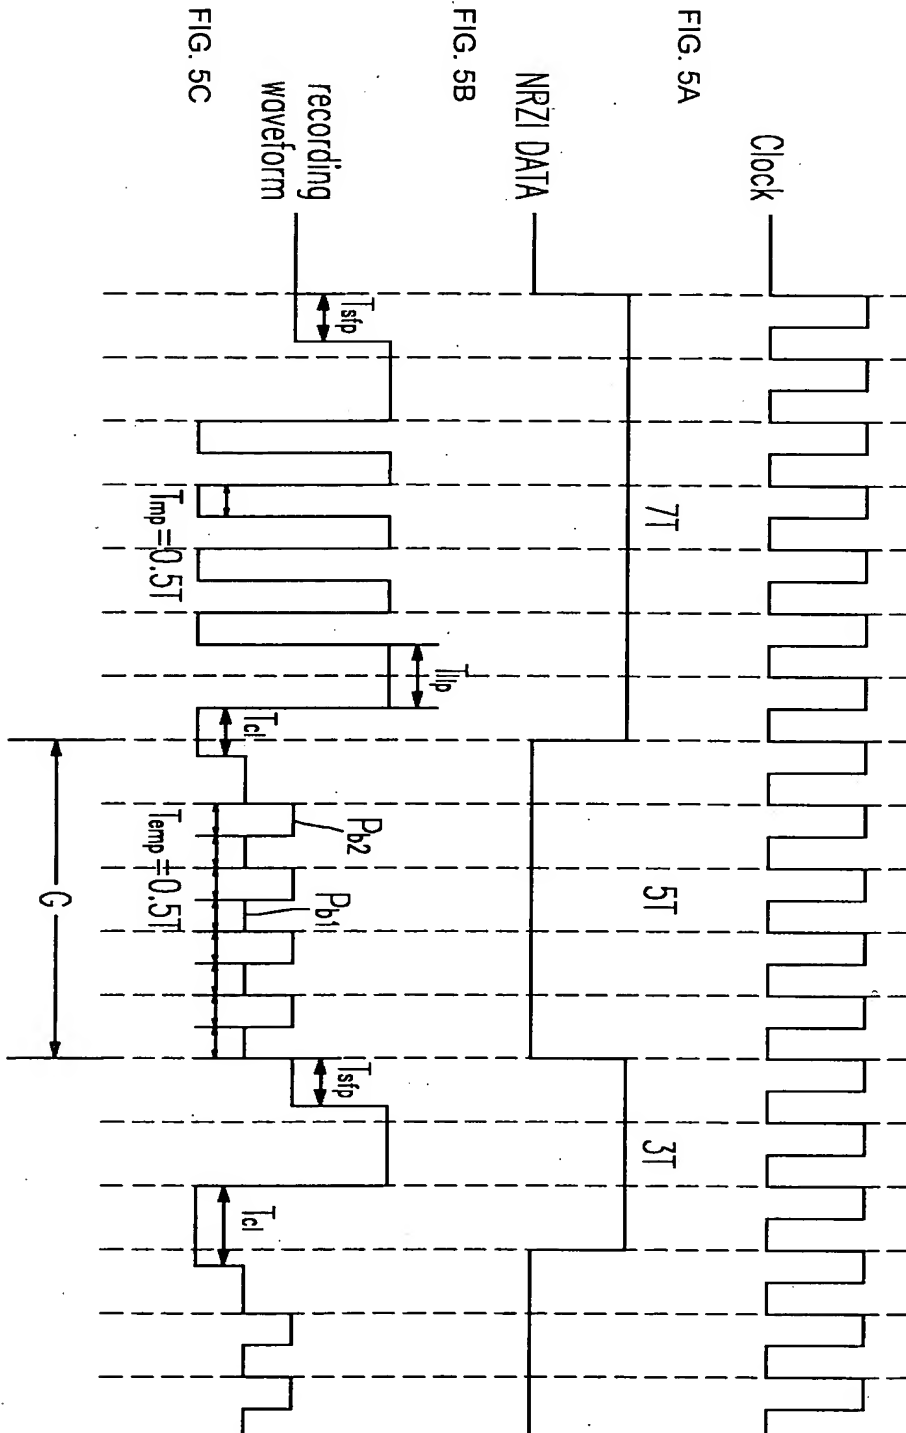 FIG. 5A
Clock
FIG. 5B
NRZI DATA
7T
5T
3T
FIG. 5C
recording
waveform
Tsfp
Tmp=0.5T
Tllp
Tcl
Temp=0.5T
Pb2
Pb1
G
Tsfp
Tcl